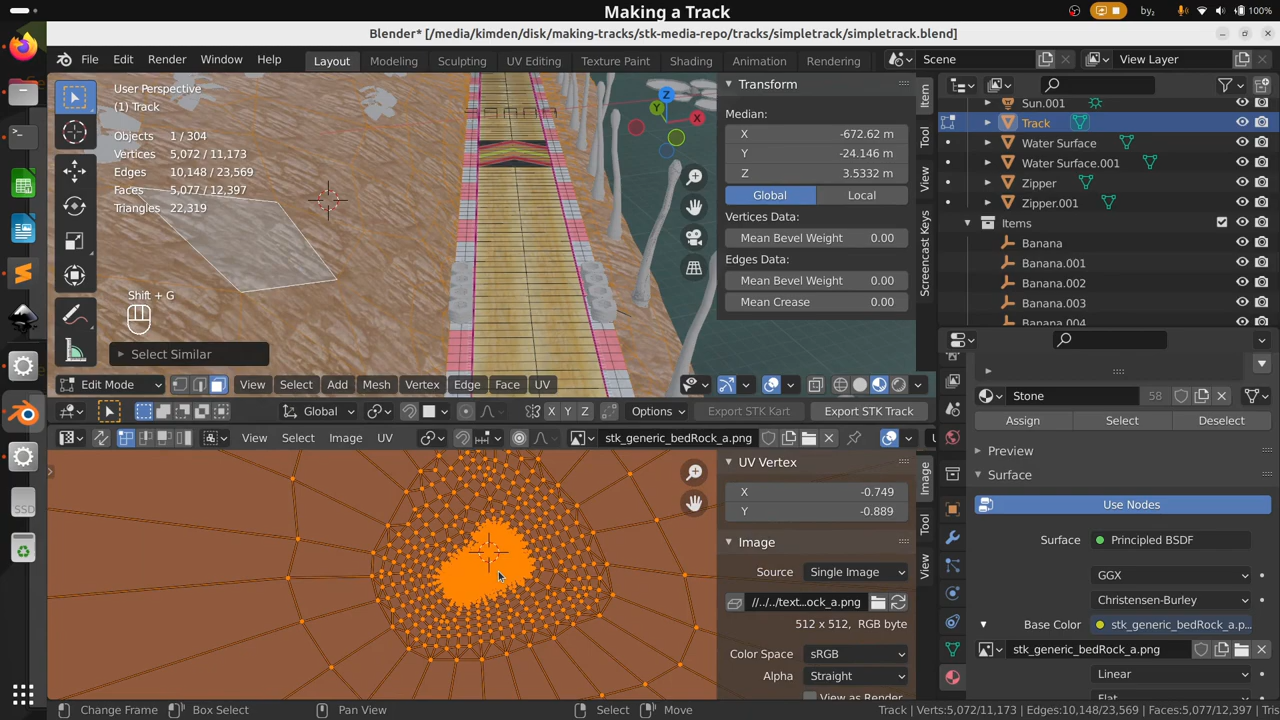 Making a Track
by₂
100%
Blender* [/media/kimden/disk/making-tracks/stk-media-repo/tracks/simpletrack/simpletrack.blend]
File Edit Render Window Help
Layout Modeling Sculpting UV Editing Texture Paint Shading Animation Rendering
Scene
View Layer
User Perspective
(1) Track
Objects 1 / 304
Vertices 5,072 / 11,173
Edges 10,148 / 23,569
Faces 5,077 / 12,397
Triangles 22,319
Shift + G
Select Similar
Z
Y
X
Transform
Median:
X -672.62 m
Y -24.146 m
Z 3.5332 m
Global Local
Vertices Data:
Mean Bevel Weight 0.00
Edges Data:
Mean Bevel Weight 0.00
Mean Crease 0.00
Item
Tool
View
Screencast Keys
Sun.001
Track
Water Surface
Water Surface.001
Zipper
Zipper.001
Items
Banana
Banana.001
Banana.002
Banana.003
Banana.004
Edit Mode View Select Add Mesh Vertex Edge Face UV
Global X Y Z Options Export STK Kart Export STK Track
View Select Image UV stk_generic_bedRock_a.png
UV Vertex
X -0.749
Y -0.889
Image
Source Single Image
//../../text...ock_a.png
512 x 512, RGB byte
Color Space sRGB
Alpha Straight
View as Render
Image
Tool
View
Stone 58
Assign Select Deselect
Preview
Surface
Use Nodes
Surface Principled BSDF
GGX
Christensen-Burley
Base Color stk_generic_bedRock_a.p...
stk_generic_bedRock_a.png
Linear
Flat
SSD
Change Frame Box Select Pan View Select Move Track | Verts:5,072/11,173 | Edges:10,148/23,569 | Faces:5,077/12,397 | Tri